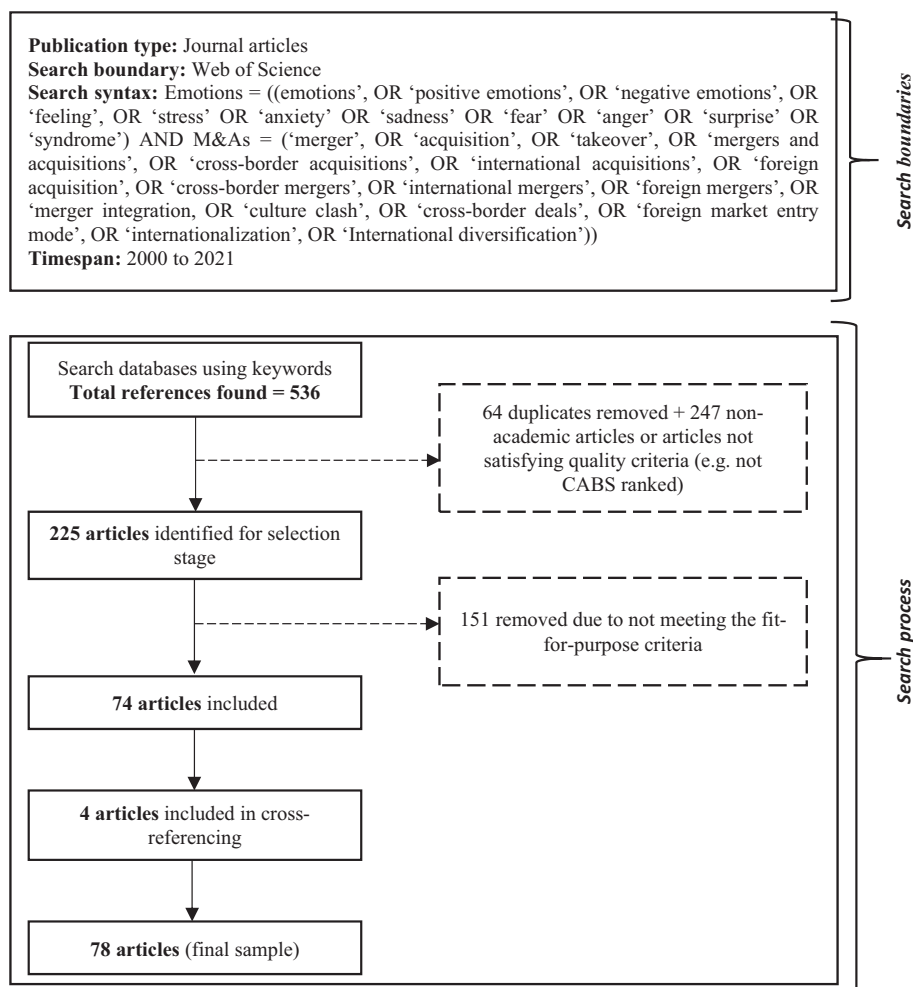 Publication type: Journal articles
Search boundary: Web of Science
Search syntax: Emotions = ((emotions’, OR ‘positive emotions’, OR ‘negative emotions’, OR
‘feeling’, OR ‘stress’ OR ‘anxiety’ OR ‘sadness’ OR ‘fear’ OR ‘anger’ OR ‘surprise’ OR
‘syndrome’) AND M&As = (‘merger’, OR ‘acquisition’, OR ‘takeover’, OR ‘mergers and
acquisitions’, OR ‘cross-border acquisitions’, OR ‘international acquisitions’, OR ‘foreign
acquisition’, OR ‘cross-border mergers’, OR ‘international mergers’, OR ‘foreign mergers’, OR
‘merger integration, OR ‘culture clash’, OR ‘cross-border deals’, OR ‘foreign market entry
mode’, OR ‘internationalization’, OR ‘International diversification’))
Timespan: 2000 to 2021
Search boundaries
Search databases using keywords
Total references found = 536
64 duplicates removed + 247 non-
academic articles or articles not
satisfying quality criteria (e.g. not
CABS ranked)
225 articles identified for selection
stage
151 removed due to not meeting the fit-
for-purpose criteria
74 articles included
4 articles included in cross-
referencing
78 articles (final sample)
Search process